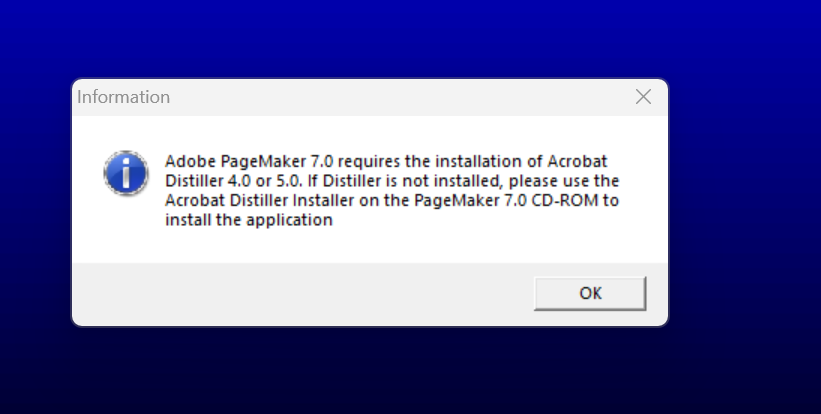 Information
Adobe PageMaker 7.0 requires the installation of Acrobat
Distiller 4.0 or 5.0. If Distiller is not installed, please use the
Acrobat Distiller Installer on the PageMaker 7.0 CD-ROM to
install the application
OK